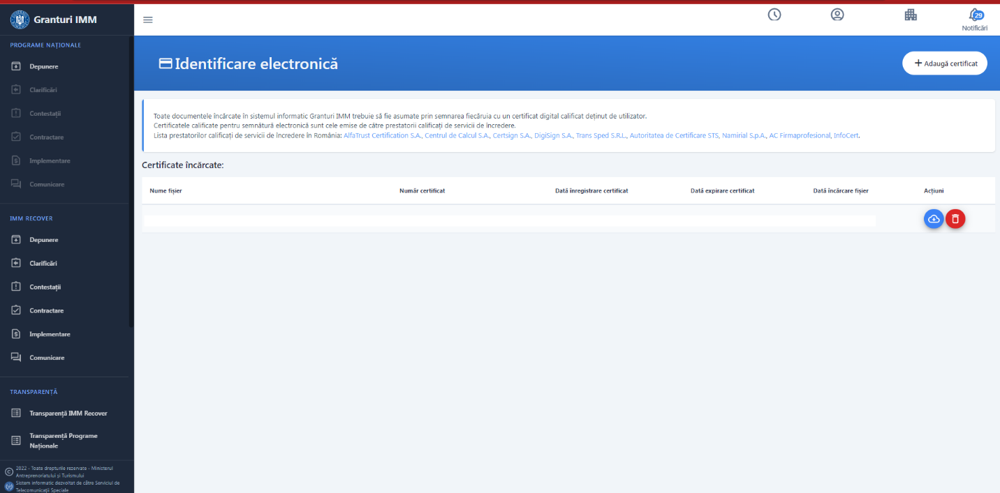 Granturi IMM
29
Notificări
PROGRAME NAȚIONALE
Depunere
Clarificări
Contestații
Contractare
Implementare
Comunicare
IMM RECOVER
Depunere
Clarificări
Contestații
Contractare
Implementare
Comunicare
TRANSPARENȚĂ
Transparență IMM Recover
Transparență Programe
Naționale
2022 - Toate drepturile rezervate - Ministerul
Antreprenoriatului și Turismului
Sistem informatic dezvoltat de către Serviciul de
Telecomunicații Speciale
Identificare electronică
Adaugă certificat
Toate documentele încărcate în sistemul informatic Granturi IMM trebuie să fie asumate prin semnarea fiecăruia cu un certificat digital calificat deținut de utilizator.
Certificatele calificate pentru semnătură electronică sunt cele emise de către prestatorii calificați de servicii de încredere.
Lista prestatorilor calificați de servicii de încredere în România: AlfaTrust Certification S.A., Centrul de Calcul S.A., Certsign S.A., DigiSign S.A., Trans Sped S.R.L., Autoritatea de Certificare STS, Namirial S.p.A., AC Firmaprofesional, InfoCert.
Certificate încărcate:
Nume fișier Număr certificat Dată înregistrare certificat Dată expirare certificat Dată încărcare fișier Acțiuni